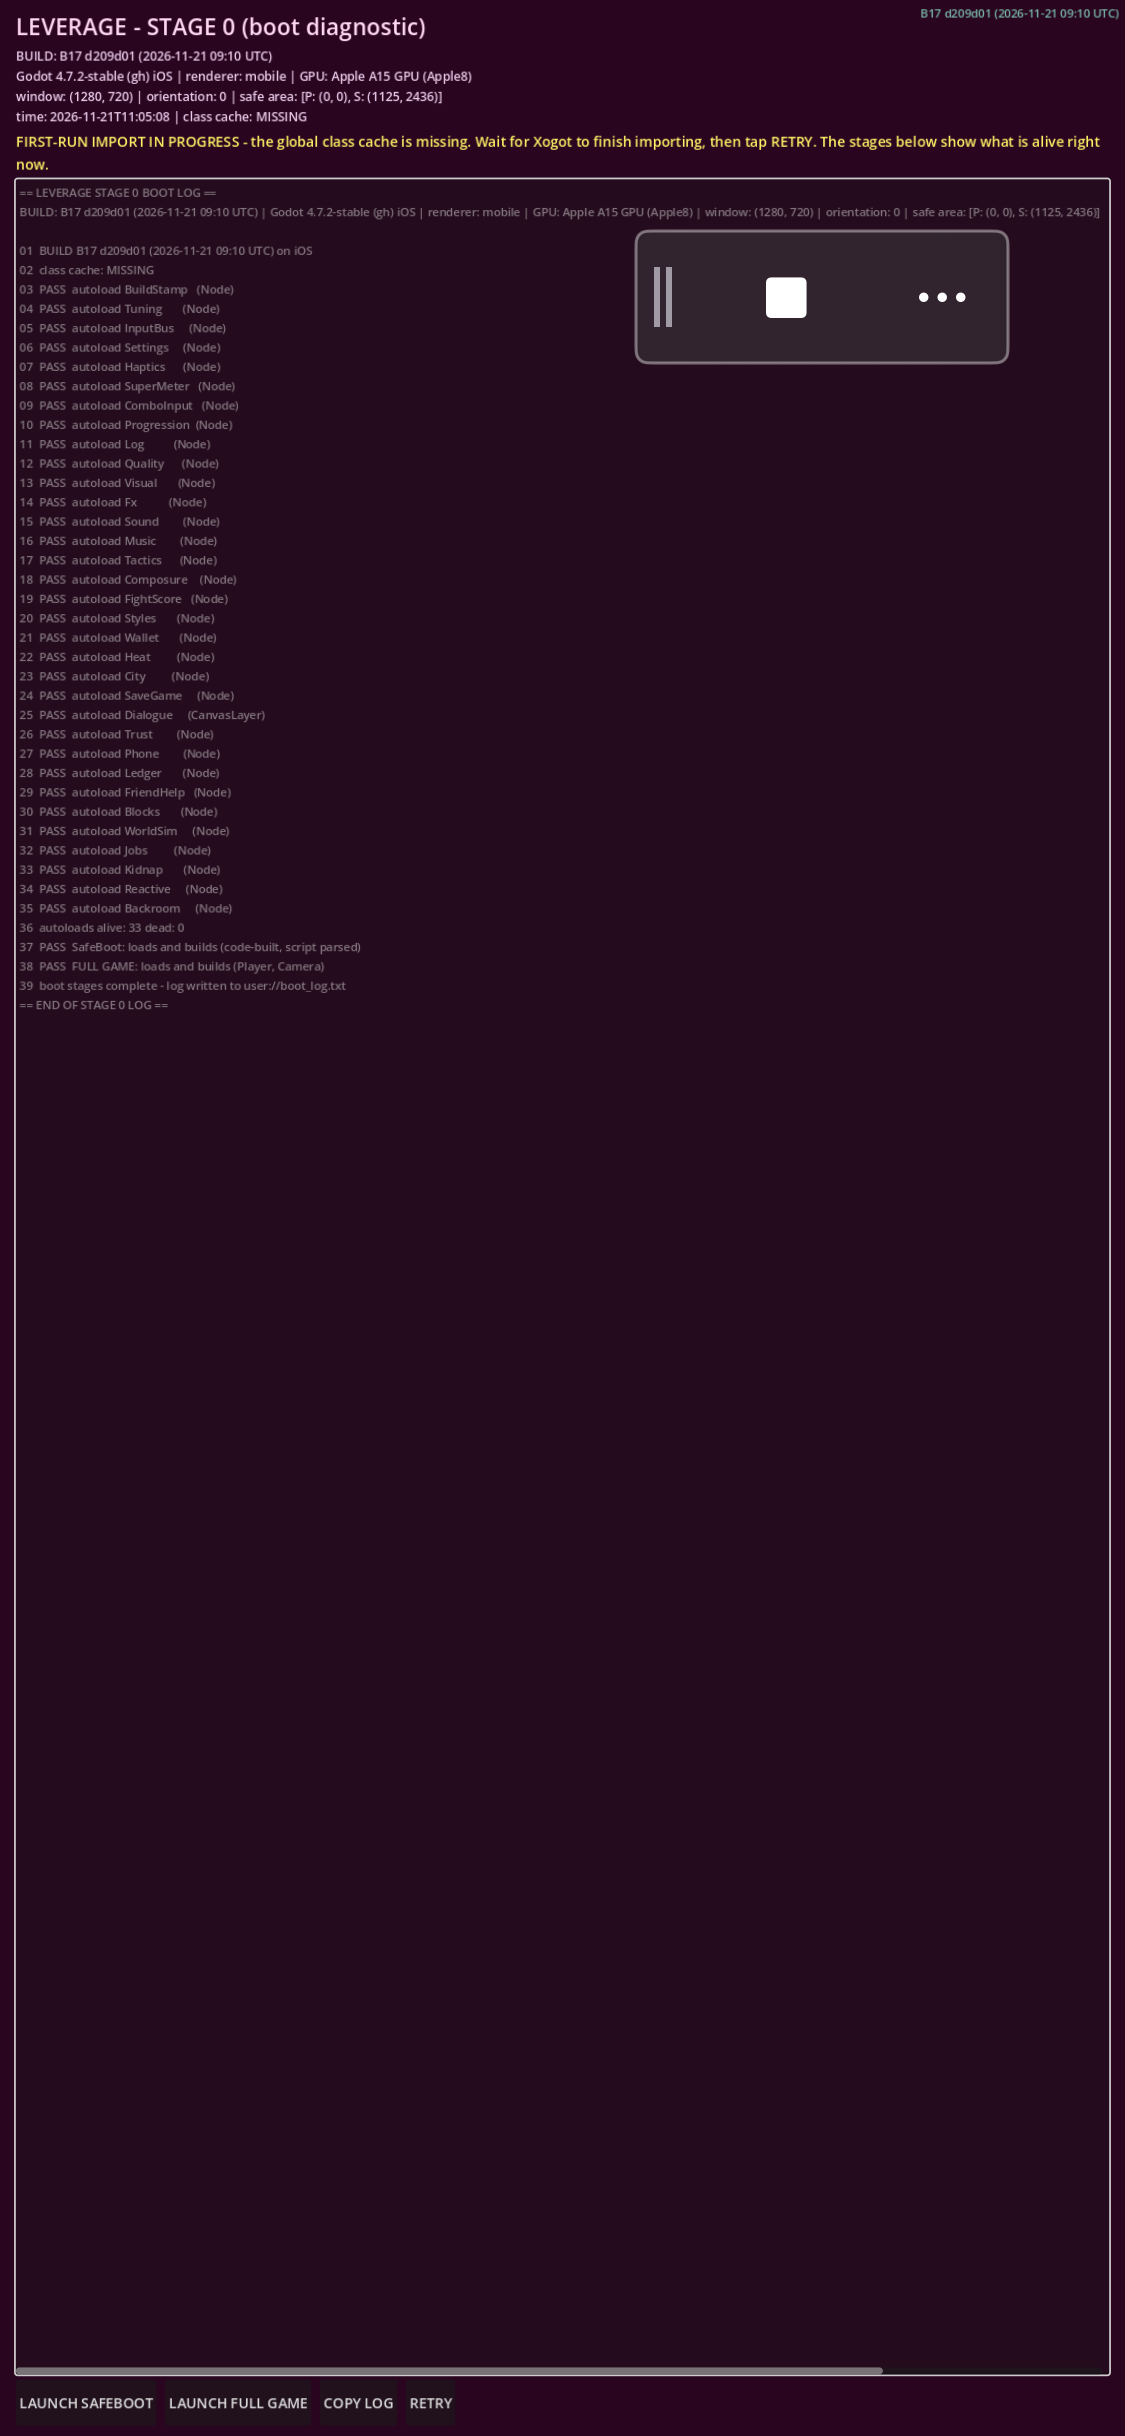 B17 d209d01 (2026-11-21 09:10 UTC)
LEVERAGE - STAGE 0 (boot diagnostic)
BUILD: B17 d209d01 (2026-11-21 09:10 UTC)
Godot 4.7.2-stable (gh) iOS | renderer: mobile | GPU: Apple A15 GPU (Apple8)
window: (1280, 720) | orientation: 0 | safe area: [P: (0, 0), S: (1125, 2436)]
time: 2026-11-21T11:05:08 | class cache: MISSING
FIRST-RUN IMPORT IN PROGRESS - the global class cache is missing. Wait for Xogot to finish importing, then tap RETRY. The stages below show what is alive right
now.
== LEVERAGE STAGE 0 BOOT LOG ==
BUILD: B17 d209d01 (2026-11-21 09:10 UTC) | Godot 4.7.2-stable (gh) iOS | renderer: mobile | GPU: Apple A15 GPU (Apple8) | window: (1280, 720) | orientation: 0 | safe area: [P: (0, 0), S: (1125, 2436)]
01 BUILD B17 d209d01 (2026-11-21 09:10 UTC) on iOS
02 class cache: MISSING
03 PASS autoload BuildStamp (Node)
04 PASS autoload Tuning (Node)
05 PASS autoload InputBus (Node)
06 PASS autoload Settings (Node)
07 PASS autoload Haptics (Node)
08 PASS autoload SuperMeter (Node)
09 PASS autoload ComboInput (Node)
10 PASS autoload Progression (Node)
11 PASS autoload Log (Node)
12 PASS autoload Quality (Node)
13 PASS autoload Visual (Node)
14 PASS autoload Fx (Node)
15 PASS autoload Sound (Node)
16 PASS autoload Music (Node)
17 PASS autoload Tactics (Node)
18 PASS autoload Composure (Node)
19 PASS autoload FightScore (Node)
20 PASS autoload Styles (Node)
21 PASS autoload Wallet (Node)
22 PASS autoload Heat (Node)
23 PASS autoload City (Node)
24 PASS autoload SaveGame (Node)
25 PASS autoload Dialogue (CanvasLayer)
26 PASS autoload Trust (Node)
27 PASS autoload Phone (Node)
28 PASS autoload Ledger (Node)
29 PASS autoload FriendHelp (Node)
30 PASS autoload Blocks (Node)
31 PASS autoload WorldSim (Node)
32 PASS autoload Jobs (Node)
33 PASS autoload Kidnap (Node)
34 PASS autoload Reactive (Node)
35 PASS autoload Backroom (Node)
36 autoloads alive: 33 dead: 0
37 PASS SafeBoot: loads and builds (code-built, script parsed)
38 PASS FULL GAME: loads and builds (Player, Camera)
39 boot stages complete - log written to user://boot_log.txt
== END OF STAGE 0 LOG ==
LAUNCH SAFEBOOT LAUNCH FULL GAME COPY LOG RETRY